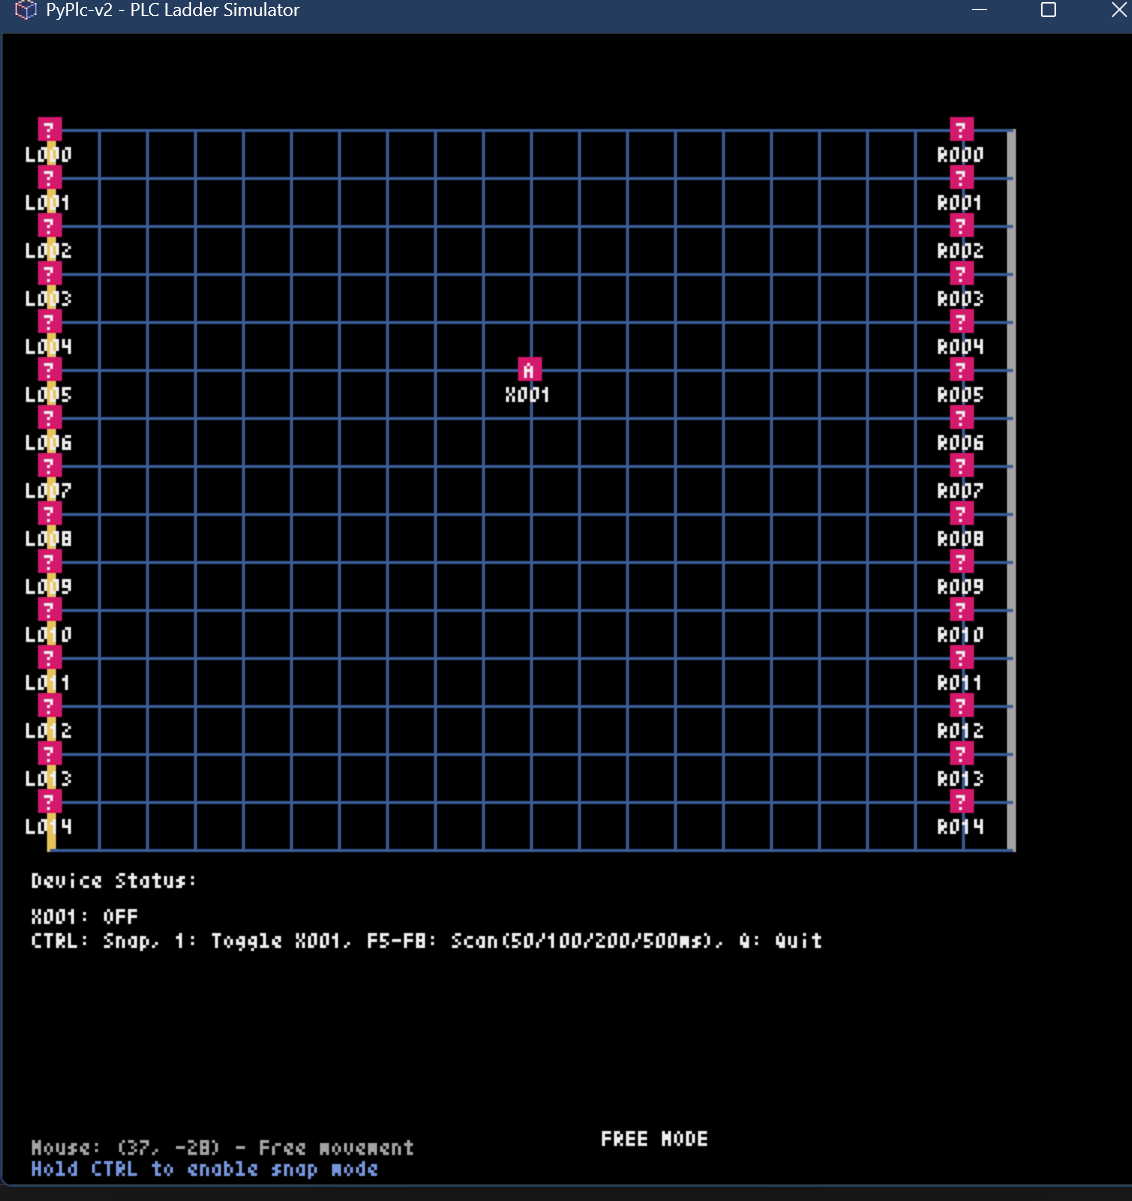 PyPlc-v2 - PLC Ladder Simulator
? ?
L000 R000
? ?
L001 R001
? ?
L002 R002
? ?
L003 R003
? ?
L004 R004
? A ?
L005 X001 R005
? ?
L006 R006
? ?
L007 R007
? ?
L008 R008
? ?
L009 R009
? ?
L010 R010
? ?
L011 R011
? ?
L012 R012
? ?
L013 R013
? ?
L014 R014
Device Status:
X001: OFF
CTRL: Snap, 1: Toggle X001, F5-F8: Scan(50/100/200/500ms), Q: Quit
FREE MODE
Mouse: (37, -28) - Free movement
Hold CTRL to enable snap mode